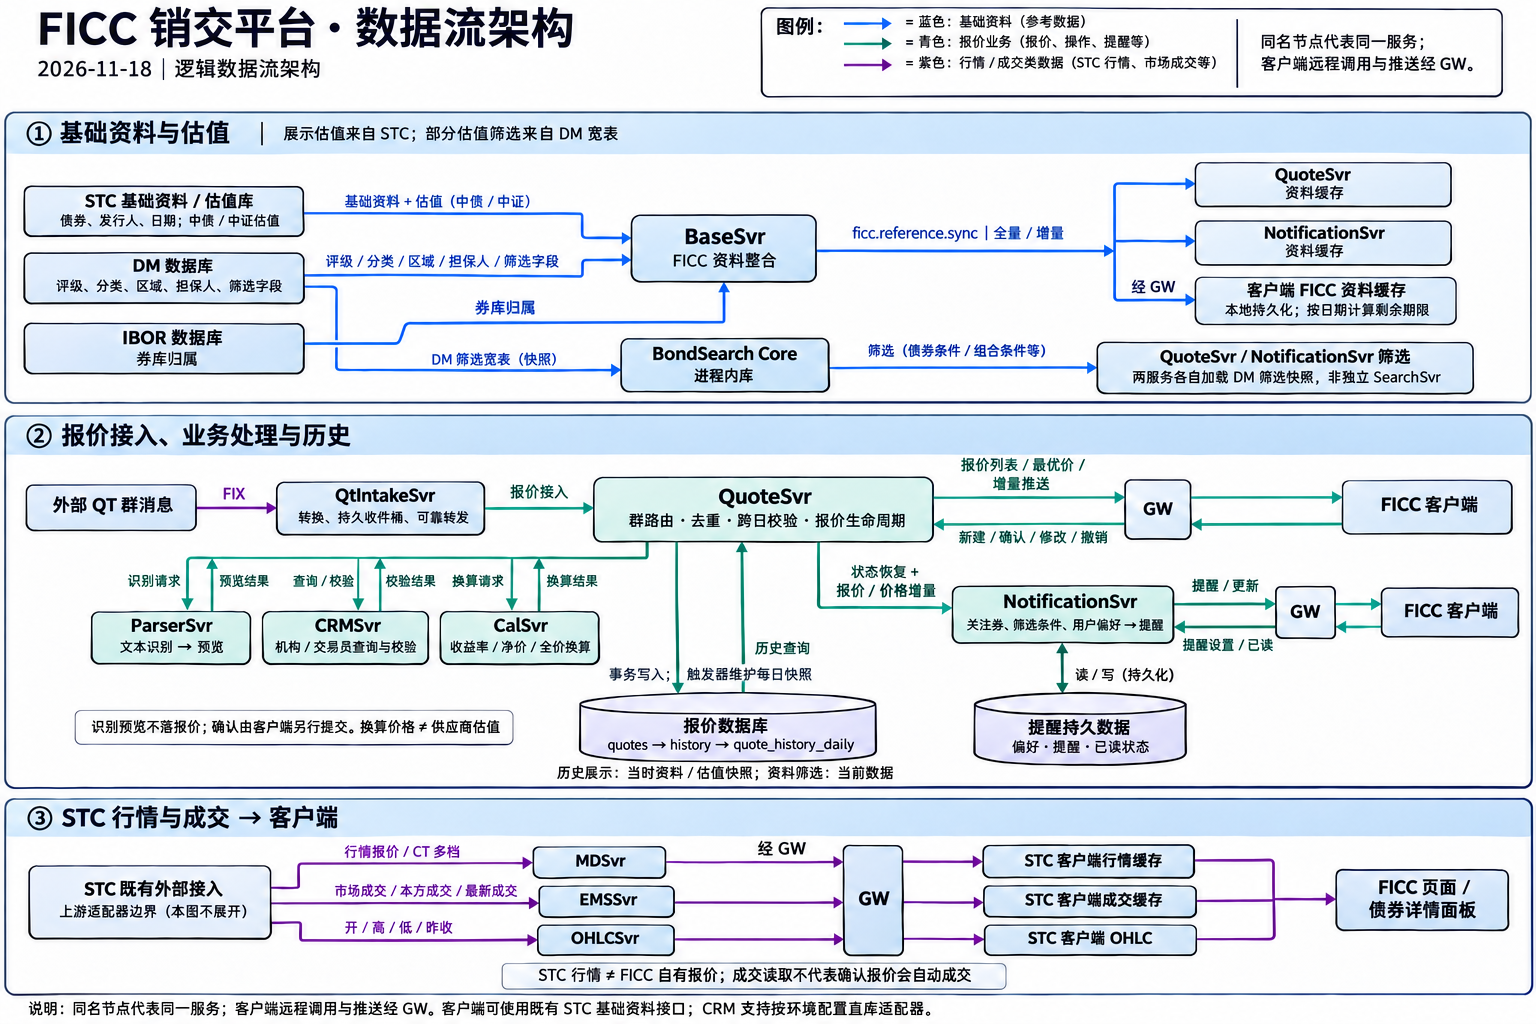 FICC 销交平台 · 数据流架构
2026-11-18 | 逻辑数据流架构
图例：
= 蓝色：基础资料（参考数据）
= 青色：报价业务（报价、操作、提醒等）
= 紫色：行情 / 成交类数据（STC 行情、市场成交等）
同名节点代表同一服务；
客户端远程调用与推送经 GW。
① 基础资料与估值 | 展示估值来自 STC；部分估值筛选来自 DM 宽表
STC 基础资料 / 估值库
债券、发行人、日期；中债 / 中证估值
DM 数据库
评级、分类、区域、担保人、筛选字段
IBOR 数据库
券库归属
基础资料 + 估值（中债 / 中证）
评级 / 分类 / 区域 / 担保人 / 筛选字段
券库归属
DM 筛选宽表（快照）
BaseSvr
FICC 资料整合
BondSearch Core
进程内库
ficc.reference.sync | 全量 / 增量
经 GW
筛选（债券条件 / 组合条件等）
QuoteSvr
资料缓存
NotificationSvr
资料缓存
客户端 FICC 资料缓存
本地持久化；按日期计算剩余期限
QuoteSvr / NotificationSvr 筛选
两服务各自加载 DM 筛选快照，非独立 SearchSvr
② 报价接入、业务处理与历史
外部 QT 群消息
FIX
QtIntakeSvr
转换、持久收件桶、可靠转发
报价接入
QuoteSvr
群路由 · 去重 · 跨日校验 · 报价生命周期
报价列表 / 最优价 /
增量推送
新建 / 确认 / 修改 / 撤销
GW
FICC 客户端
识别请求
预览结果
查询 / 校验
校验结果
换算请求
换算结果
ParserSvr
文本识别 → 预览
CRMSvr
机构 / 交易员查询与校验
CalSvr
收益率 / 净价 / 全价换算
状态恢复 +
报价 / 价格增量
NotificationSvr
关注券、筛选条件、用户偏好 → 提醒
提醒 / 更新
提醒设置 / 已读
GW
FICC 客户端
历史查询
事务写入；
触发器维护每日快照
读 / 写（持久化）
识别预览不落报价；确认由客户端另行提交。换算价格 ≠ 供应商估值
报价数据库
quotes → history → quote_history_daily
提醒持久数据
偏好 · 提醒 · 已读状态
历史展示：当时资料 / 估值快照；资料筛选：当前数据
③ STC 行情与成交 → 客户端
STC 既有外部接入
上游适配器边界（本图不展开）
行情报价 / CT 多档
市场成交 / 本方成交 / 最新成交
开 / 高 / 低 / 昨收
MDSvr
EMSSvr
OHLCSvr
经 GW
GW
STC 客户端行情缓存
STC 客户端成交缓存
STC 客户端 OHLC
FICC 页面 /
债券详情面板
STC 行情 ≠ FICC 自有报价；成交读取不代表确认报价会自动成交
说明：同名节点代表同一服务；客户端远程调用与推送经 GW。客户端可使用既有 STC 基础资料接口；CRM 支持按环境配置直库适配器。